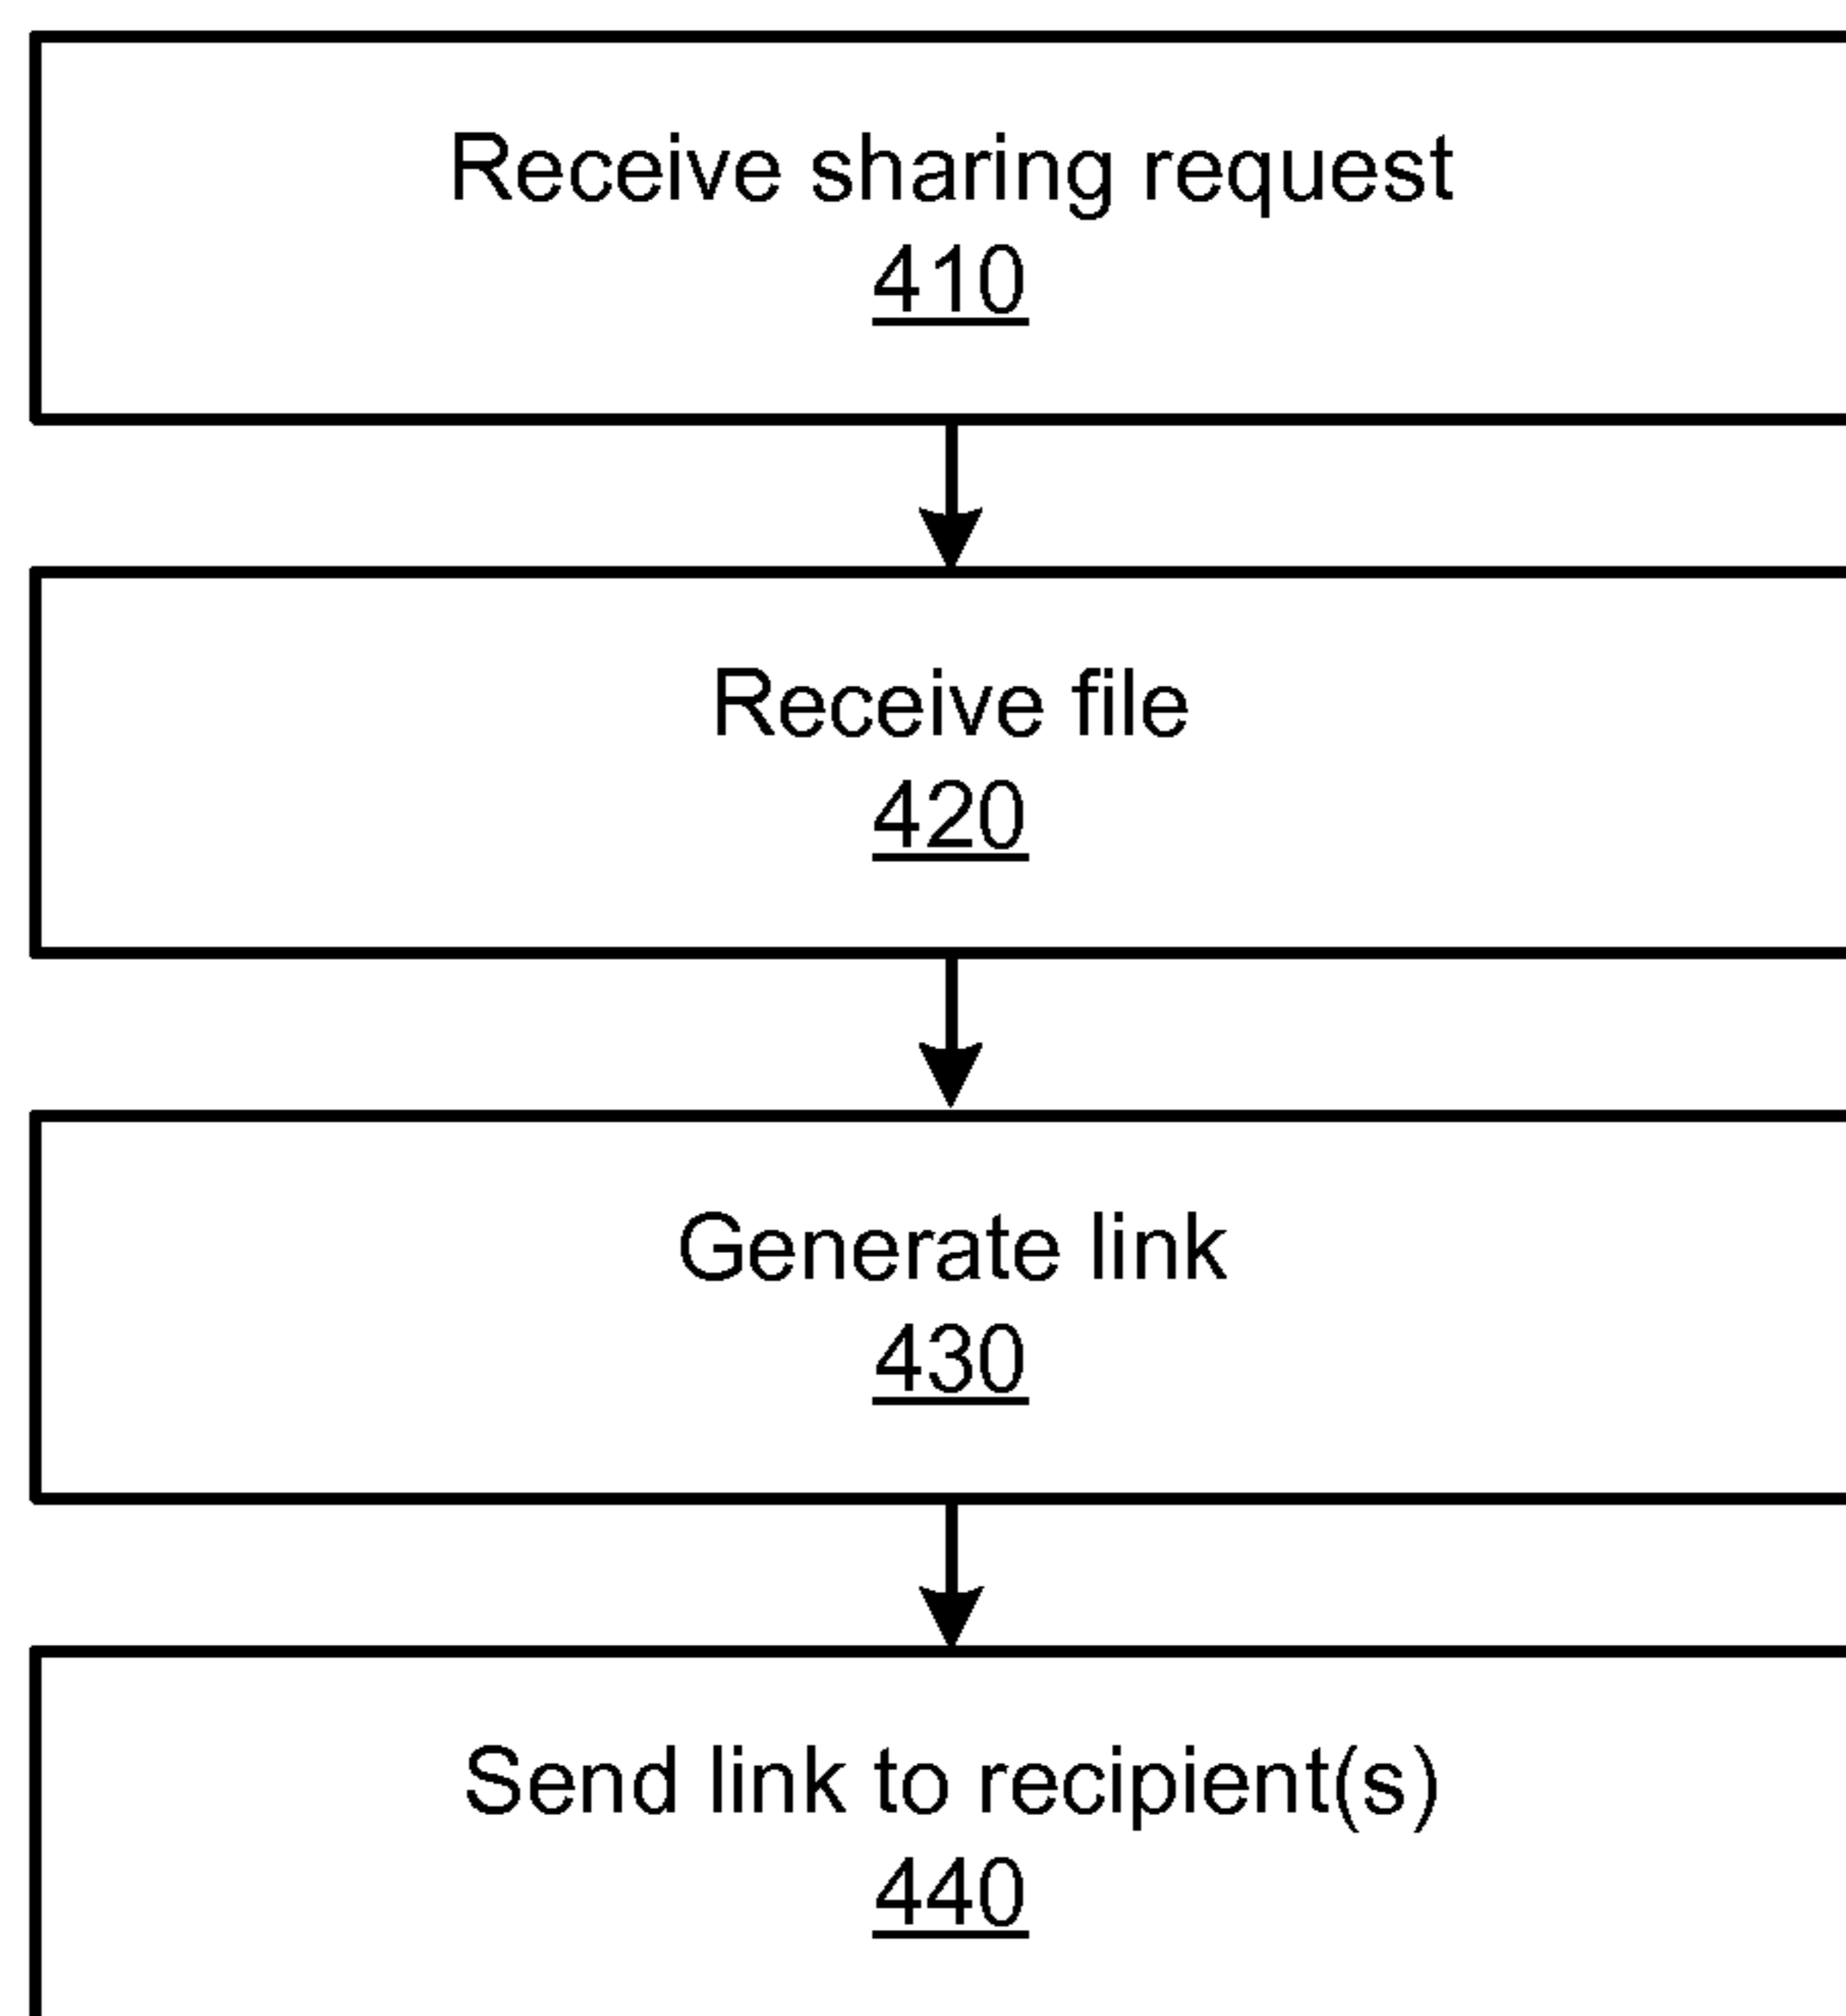 Receive sharing request
410
Receive file
420
Generate link
430
Send link to recipient(s)
440